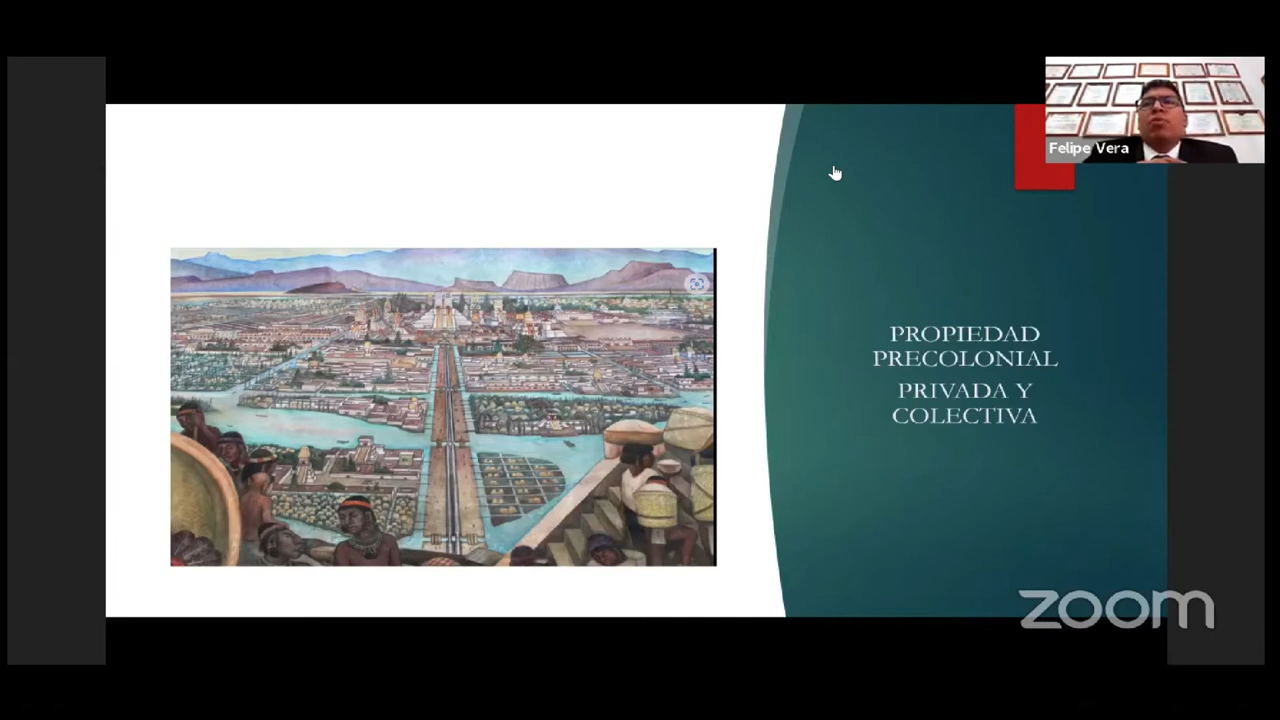 Felipe Vera
PROPIEDAD
PRECOLONIAL
PRIVADA Y
COLECTIVA
zoom